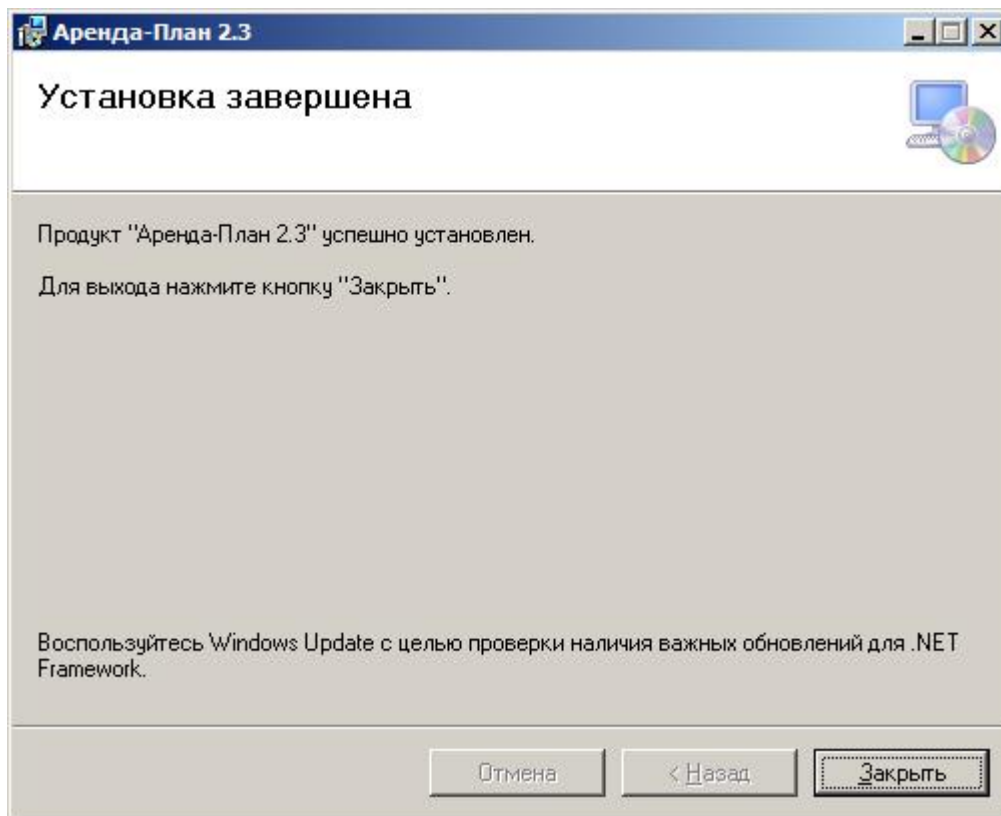 Аренда-План 2.3
Установка завершена
Продукт "Аренда-План 2.3" успешно установлен.
Для выхода нажмите кнопку "Закрыть".
Воспользуйтесь Windows Update с целью проверки наличия важных обновлений для .NET
Framework.
Отмена
< Назад
Закрыть